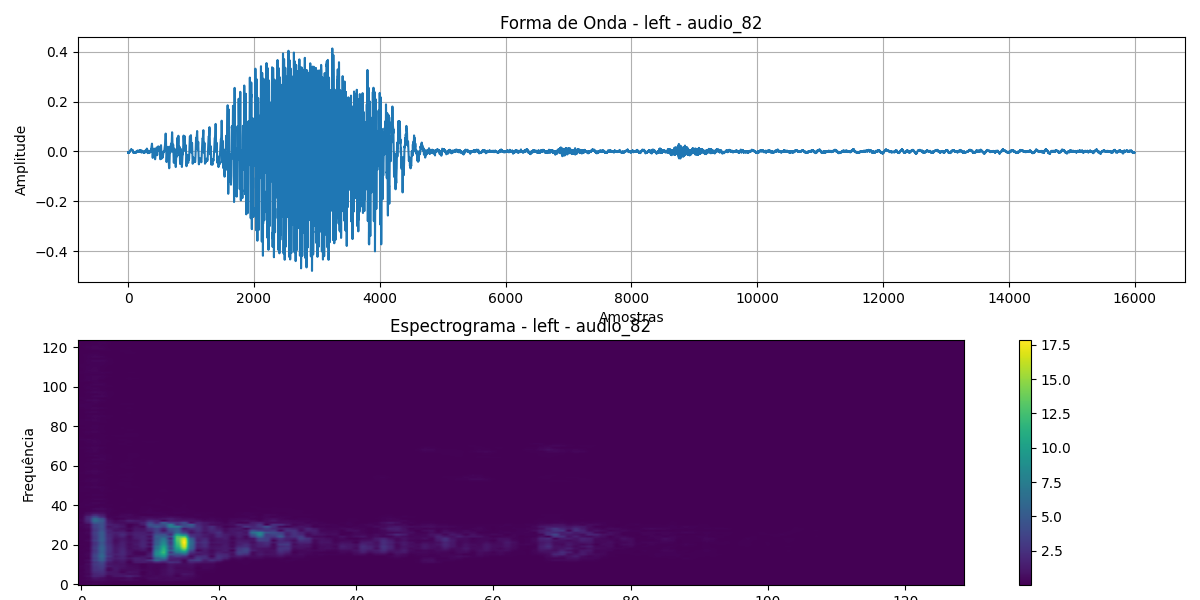 Forma de Onda - left - audio_82
0.4
0.2
0.0
−0.2
−0.4
Amplitude
0 2000 4000 6000 8000 10000 12000 14000 16000
Amostras
Espectrograma - left - audio_82
120
100
80
60
40
20
0
Frequência
0 20 40 60 80 100 120
17.5
15.0
12.5
10.0
7.5
5.0
2.5